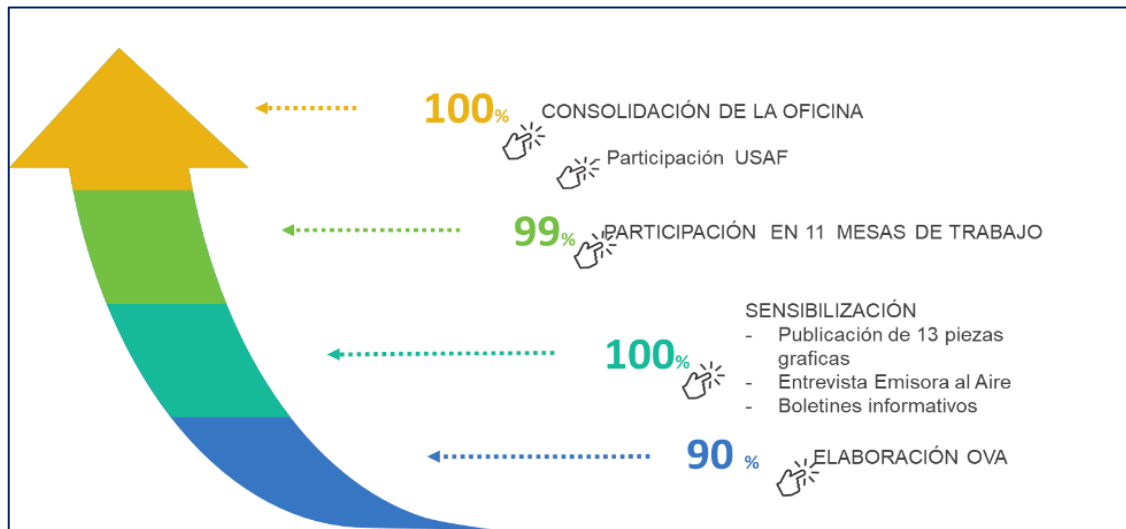 100% CONSOLIDACIÓN DE LA OFICINA
Participación USAF
99% PARTICIPACIÓN EN 11 MESAS DE TRABAJO
SENSIBILIZACIÓN
- Publicación de 13 piezas
graficas
100%
- Entrevista Emisora al Aire
- Boletines informativos
90 % ELABORACIÓN OVA